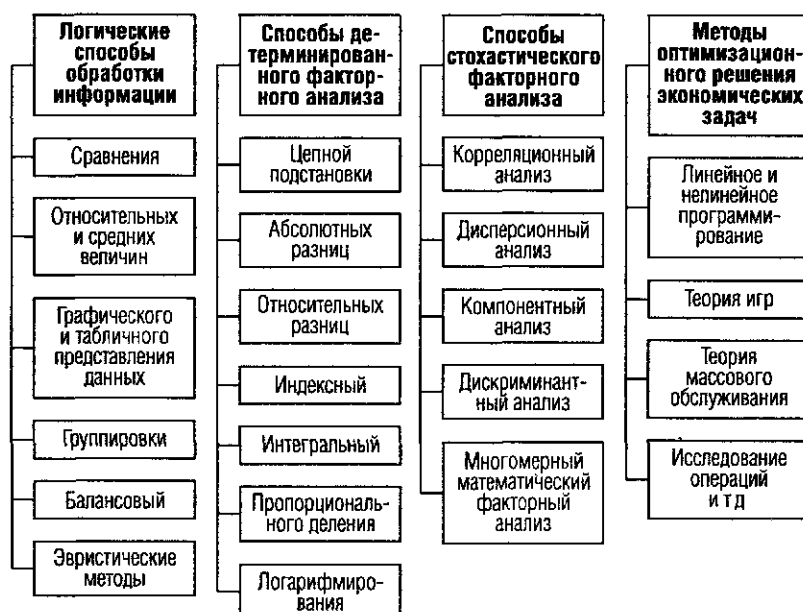 Логические
способы
обработки
информации
Сравнения
Относительных
и средних
величин
Графического
и табличного
представления
данных
Группировки
Балансовый
Эвристические
методы
Способы де-
терминирован-
ного фактор-
ного анализа
Цепной
подстановки
Абсолютных
разниц
Относительных
разниц
Индексный
Интегральный
Пропорциональ-
ного деления
Логарифмиро-
вания
Способы
стохастического
факторного
анализа
Корреляционный
анализ
Дисперсионный
анализ
Компонентный
анализ
Дискриминант-
ный анализ
Многомерный
математический
факторный
анализ
Методы
оптимизацион-
ного решения
экономических
задач
Линейное и
нелинейное
программи-
рование
Теория игр
Теория
массового
обслуживания
Исследование
операций
и т д